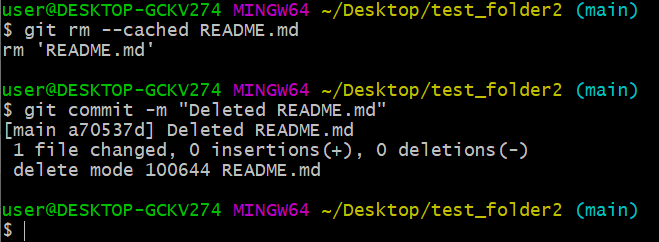 user@DESKTOP-GCKV274 MINGW64 ~/Desktop/test_folder2 (main)
$ git rm --cached README.md
rm 'README.md'
user@DESKTOP-GCKV274 MINGW64 ~/Desktop/test_folder2 (main)
$ git commit -m "Deleted README.md"
[main a70537d] Deleted README.md
 1 file changed, 0 insertions(+), 0 deletions(-)
 delete mode 100644 README.md
user@DESKTOP-GCKV274 MINGW64 ~/Desktop/test_folder2 (main)
$